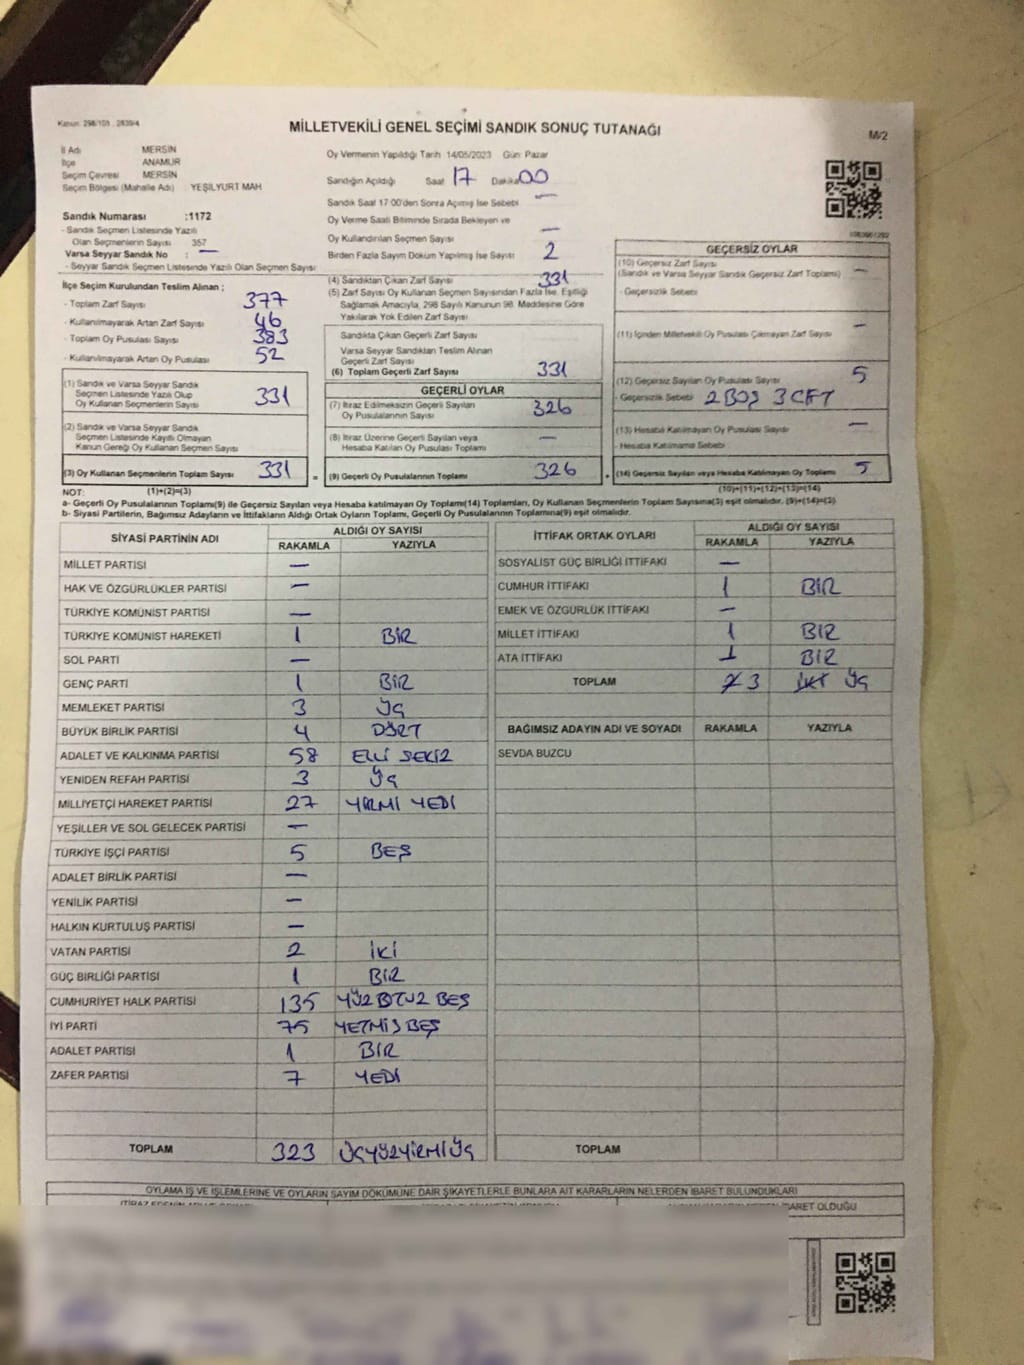 Kanun: 298/103 , 2839/4
MİLLETVEKİLİ GENEL SEÇİMİ SANDIK SONUÇ TUTANAĞI
M/2
İl Adı MERSİN
İlçe ANAMUR
Seçim Çevresi MERSİN
Seçim Bölgesi (Mahalle Adı) : YEŞİLYURT MAH
Oy Vermenin Yapıldığı Tarih 14/05/2023 Gün: Pazar
Sandığın Açıldığı Saat 17 Dakika 00
Sandık Saat 17:00'den Sonra Açmış İse Sebebi —
Sandık Numarası :1172
- Sandık Seçmen Listesinde Yazılı
Olan Seçmenlerin Sayısı 357
Varsa Seyyar Sandık No : —
- Seyyar Sandık Seçmen Listesinde Yazılı Olan Seçmen Sayısı :
Oy Verme Saati Bitiminde Sırada Bekleyen ve
Oy Kullandırılan Seçmen Sayısı —
Birden Fazla Sayım Döküm Yapılmış İse Sayısı 2
İlçe Seçim Kurulundan Teslim Alınan ;
- Toplam Zarf Sayısı 377
- Kullanılmayarak Artan Zarf Sayısı 46
- Toplam Oy Pusulası Sayısı 383
- Kullanılmayarak Artan Oy Pusulası 52
(1) Sandık ve Varsa Seyyar Sandık
Seçmen Listesinde Yazılı Olup
Oy Kullanan Seçmenlerin Sayısı 331
(2) Sandık ve Varsa Seyyar Sandık
Seçmen Listesinde Kaydı Olmayan
Kanun Gereği Oy Kullanan Seçmen Sayısı
(3) Oy Kullanan Seçmenlerin Toplam Sayısı 331 =
(4) Sandıktan Çıkan Zarf Sayısı 331
(5) Zarf Sayısı Oy Kullanan Seçmen Sayısından Fazla İse, Eşitliği
Sağlamak Amacıyla, 298 Sayılı Kanunun 98. Maddesine Göre
Yakılarak Yok Edilen Zarf Sayısı
Sandıkta Çıkan Geçerli Zarf Sayısı
Varsa Seyyar Sandıktan Teslim Alınan
Geçerli Zarf Sayısı
(6) Toplam Geçerli Zarf Sayısı 331
GEÇERLİ OYLAR
(7) İtiraz Edilmeksizin Geçerli Sayılan
Oy Pusulalarının Sayısı 326
(8) İtiraz Üzerine Geçerli Sayılan veya
Hesaba Katılan Oy Pusulası Toplamı —
(9) Geçerli Oy Pusulalarının Toplamı 326 +
GEÇERSİZ OYLAR
(10) Geçersiz Zarf Sayısı
(Sandık ve Varsa Seyyar Sandık Geçersiz Zarf Toplamı) —
- Geçersizlik Sebebi :
(11) İçinden Milletvekili Oy Pusulası Çıkmayan Zarf Sayısı —
(12) Geçersiz Sayılan Oy Pusulası Sayısı 5
- Geçersizlik Sebebi : 2 BOŞ 3 ÇİFT
(13) Hesaba Katılmayan Oy Pusulası Sayısı —
- Hesaba Katılmama Sebebi
(14) Geçersiz Sayılan veya Hesaba Katılmayan Oy Toplamı 5
NOT: (1)+(2)=(3)
(10)+(11)+(12)+(13)=(14)
a- Geçerli Oy Pusulalarının Toplamı(9) ile Geçersiz Sayılan veya Hesaba katılmayan Oy Toplamı(14) Toplamları, Oy Kullanan Seçmenlerin Toplam Sayısına(3) eşit olmalıdır. (9)+(14)=(3)
b- Siyasi Partilerin, Bağımsız Adayların ve İttifakların Aldığı Ortak Oyların Toplamı, Geçerli Oy Pusulalarının Toplamına(9) eşit olmalıdır.
SİYASİ PARTİNİN ADI ALDIĞI OY SAYISI
RAKAMLA YAZIYLA
MİLLET PARTİSİ —
HAK VE ÖZGÜRLÜKLER PARTİSİ —
TÜRKİYE KOMÜNİST PARTİSİ —
TÜRKİYE KOMÜNİST HAREKETİ 1 BİR
SOL PARTİ —
GENÇ PARTİ 1 BİR
MEMLEKET PARTİSİ 3 ÜÇ
BÜYÜK BİRLİK PARTİSİ 4 DÖRT
ADALET VE KALKINMA PARTİSİ 58 ELLİ SEKİZ
YENİDEN REFAH PARTİSİ 3 ÜÇ
MİLLİYETÇİ HAREKET PARTİSİ 27 YİRMİ YEDİ
YEŞİLLER VE SOL GELECEK PARTİSİ —
TÜRKİYE İŞÇİ PARTİSİ 5 BEŞ
ADALET BİRLİK PARTİSİ —
YENİLİK PARTİSİ —
HALKIN KURTULUŞ PARTİSİ —
VATAN PARTİSİ 2 İKİ
GÜÇ BİRLİĞİ PARTİSİ 1 BİR
CUMHURİYET HALK PARTİSİ 135 YÜZ OTUZ BEŞ
İYİ PARTİ 75 YETMİŞ BEŞ
ADALET PARTİSİ 1 BİR
ZAFER PARTİSİ 7 YEDİ
TOPLAM 323 ÜÇYÜZYİRMİ ÜÇ
İTTİFAK ORTAK OYLARI ALDIĞI OY SAYISI
RAKAMLA YAZIYLA
SOSYALİST GÜÇ BİRLİĞİ İTTİFAKI —
CUMHUR İTTİFAKI 1 BİR
EMEK VE ÖZGÜRLÜK İTTİFAKI —
MİLLET İTTİFAKI 1 BİR
ATA İTTİFAKI 1 BİR
TOPLAM 2 3 İKİ ÜÇ
BAĞIMSIZ ADAYIN ADI VE SOYADI RAKAMLA YAZIYLA
SEVDA BUZCU
TOPLAM
OYLAMA İŞ VE İŞLEMLERİNE VE OYLARIN SAYIM DÖKÜMÜNE DAİR ŞİKAYETLERLE BUNLARA AİT KARARLARIN NELERDEN İBARET BULUNDUKLARI
İBARET OLDUĞU